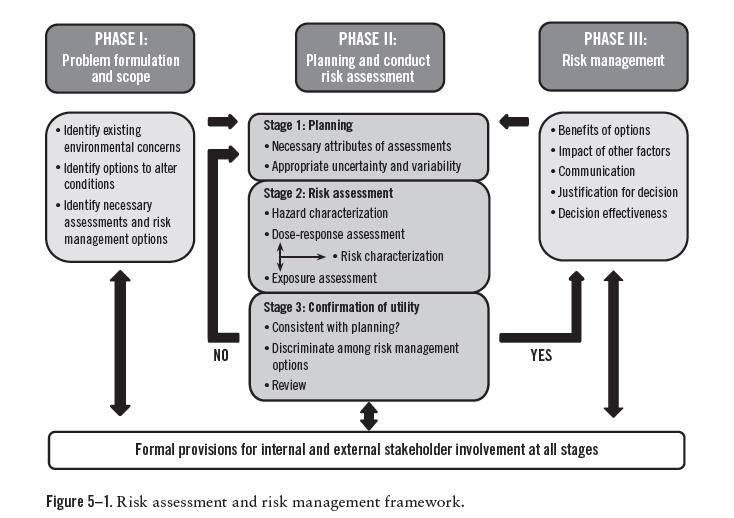 PHASE I:
Problem formulation
and scope
PHASE II:
Planning and conduct
risk assessment
PHASE III:
Risk management
• Identify existing
environmental concerns
• Identify options to alter
conditions
• Identify necessary
assessments and risk
management options
Stage 1: Planning
• Necessary attributes of assessments
• Appropriate uncertainty and variability
Stage 2: Risk assessment
• Hazard characterization
• Dose-response assessment
• Risk characterization
• Exposure assessment
Stage 3: Confirmation of utility
• Consistent with planning?
• Discriminate among risk management
options
• Review
• Benefits of options
• Impact of other factors
• Communication
• Justification for decision
• Decision effectiveness
NO
YES
Formal provisions for internal and external stakeholder involvement at all stages
Figure 5–1. Risk assessment and risk management framework.